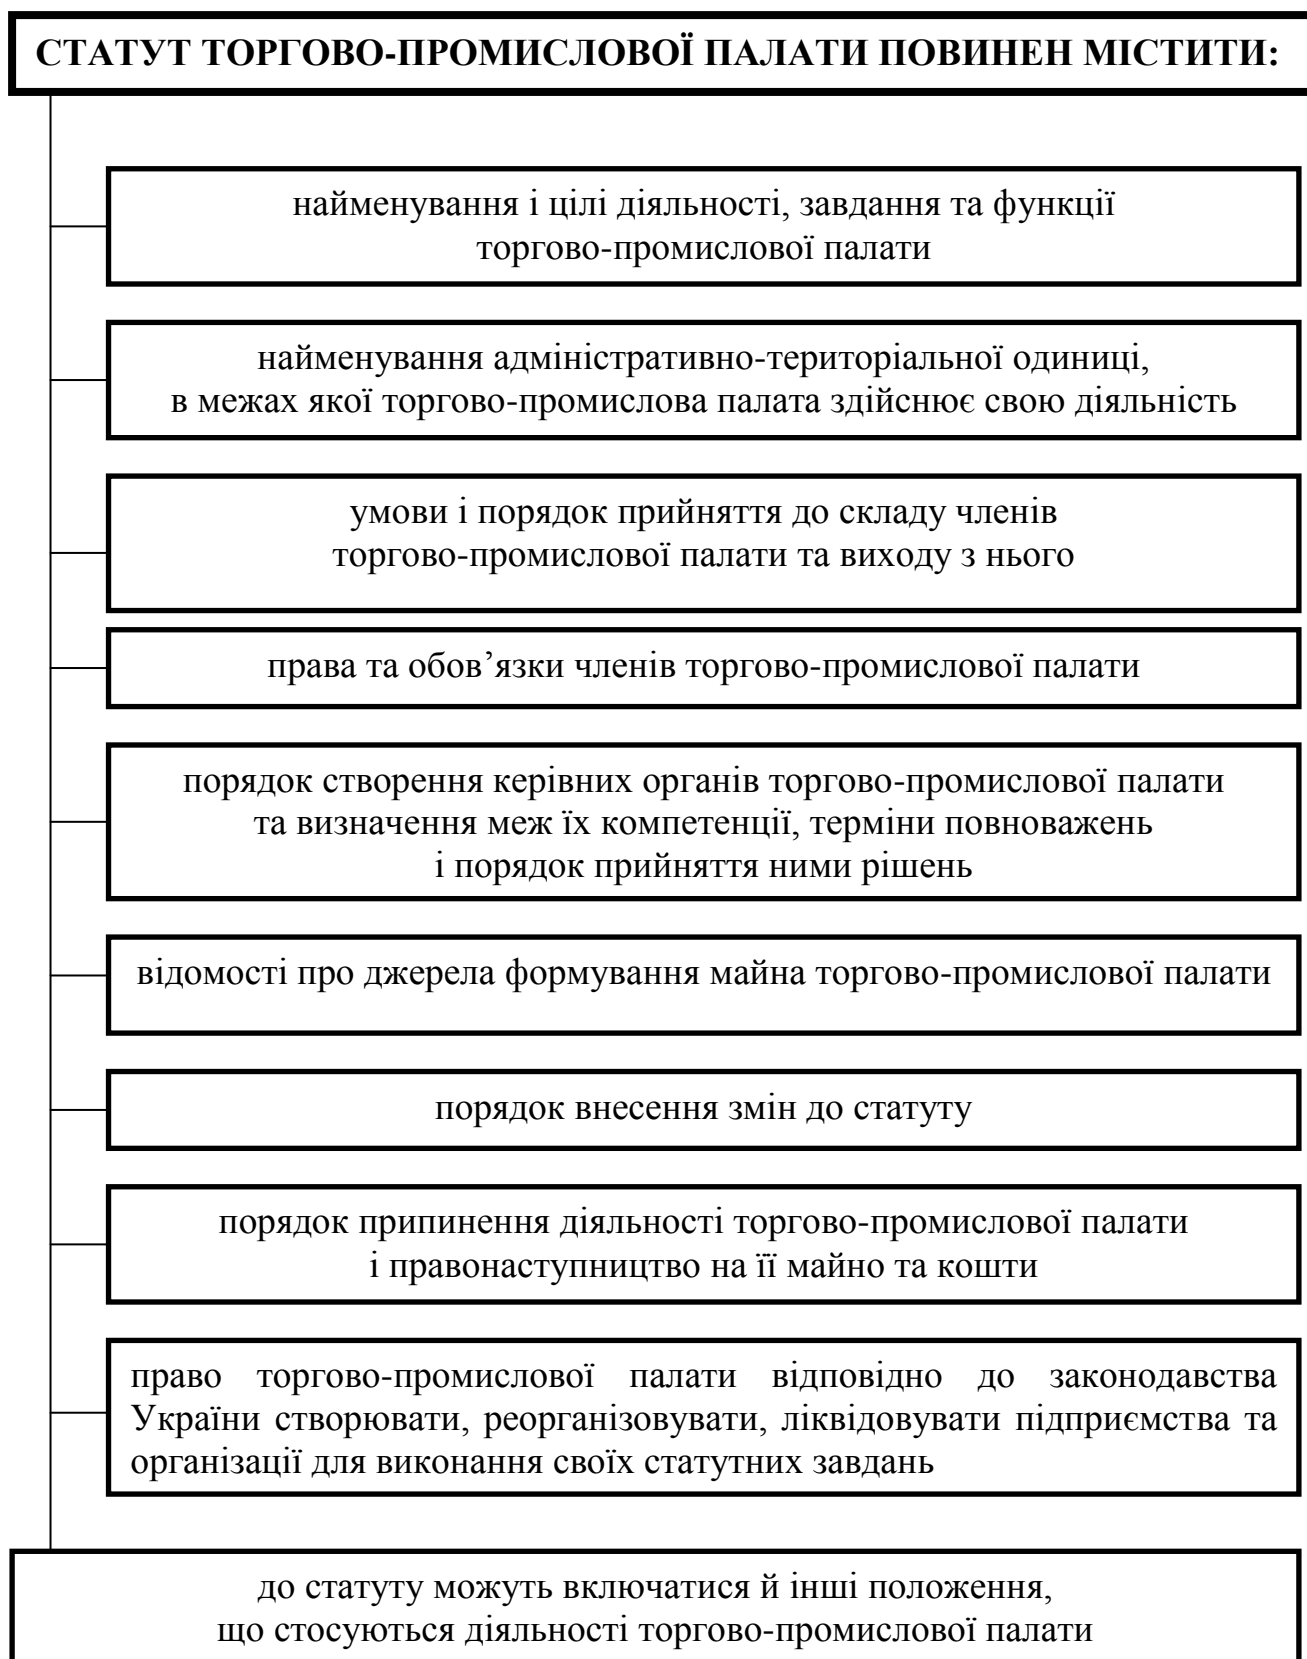 СТАТУТ ТОРГОВО-ПРОМИСЛОВОЇ ПАЛАТИ ПОВИНЕН МІСТИТИ:
найменування і цілі діяльності, завдання та функції
торгово-промислової палати
найменування адміністративно-територіальної одиниці,
в межах якої торгово-промислова палата здійснює свою діяльність
умови і порядок прийняття до складу членів
торгово-промислової палати та виходу з нього
права та обов’язки членів торгово-промислової палати
порядок створення керівних органів торгово-промислової палати
та визначення меж їх компетенції, терміни повноважень
і порядок прийняття ними рішень
відомості про джерела формування майна торгово-промислової палати
порядок внесення змін до статуту
порядок припинення діяльності торгово-промислової палати
і правонаступництво на її майно та кошти
право торгово-промислової палати відповідно до законодавства
України створювати, реорганізовувати, ліквідовувати підприємства та
організації для виконання своїх статутних завдань
до статуту можуть включатися й інші положення,
що стосуються діяльності торгово-промислової палати